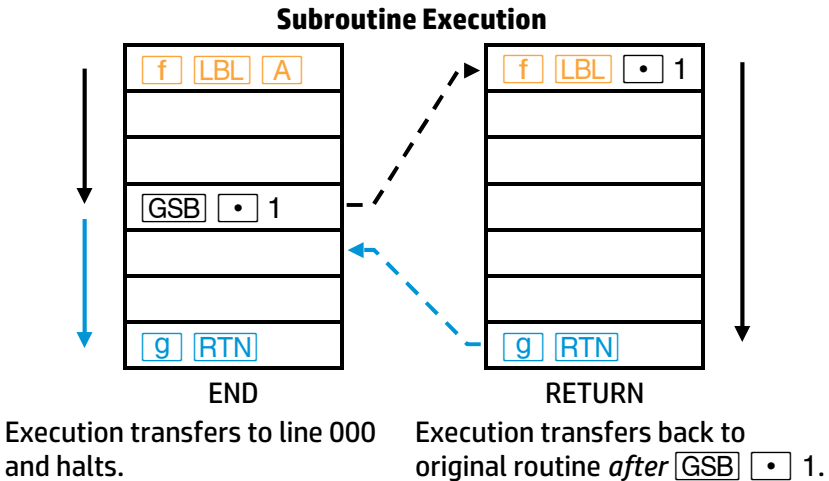 Subroutine Execution
f LBL A
GSB • 1
g RTN
END
Execution transfers to line 000
and halts.
f LBL • 1
g RTN
RETURN
Execution transfers back to
original routine after GSB • 1.